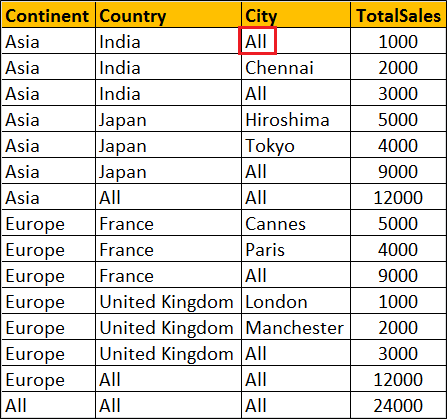 Continent Country City TotalSales
Asia India All 1000
Asia India Chennai 2000
Asia India All 3000
Asia Japan Hiroshima 5000
Asia Japan Tokyo 4000
Asia Japan All 9000
Asia All All 12000
Europe France Cannes 5000
Europe France Paris 4000
Europe France All 9000
Europe United Kingdom London 1000
Europe United Kingdom Manchester 2000
Europe United Kingdom All 3000
Europe All All 12000
All All All 24000